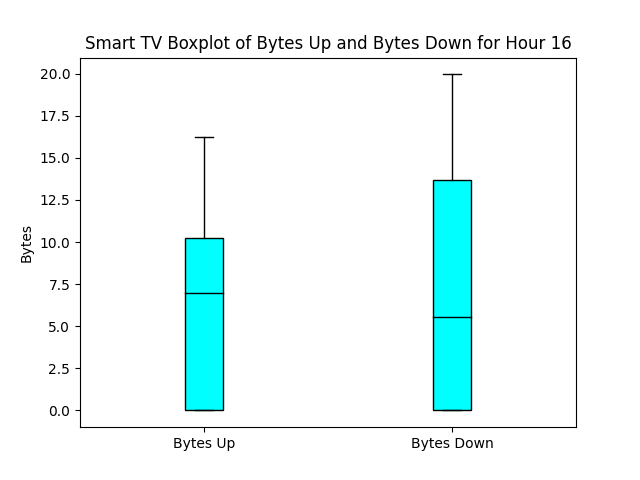 Smart TV Boxplot of Bytes Up and Bytes Down for Hour 16
20.0
17.5
15.0
12.5
10.0
7.5
5.0
2.5
0.0
Bytes
Bytes Up
Bytes Down